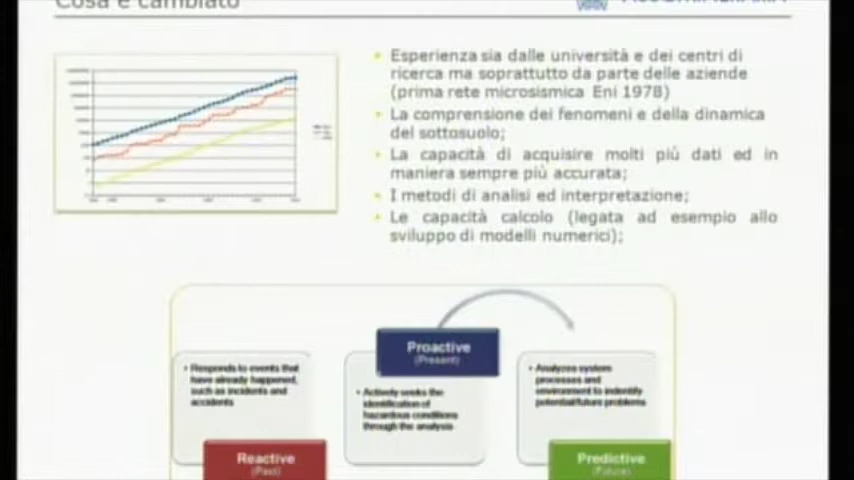 Cosa è cambiato
Esperienza sia dalle università e dei centri di
ricerca ma soprattutto da parte delle aziende
(prima rete microsismica Eni 1978)
La comprensione dei fenomeni e della dinamica
del sottosuolo;
La capacità di acquisire molti più dati ed in
maniera sempre più accurata;
I metodi di analisi ed interpretazione;
Le capacità calcolo (legata ad esempio allo
sviluppo di modelli numerici);
Proactive
(Present)
• Responds to events that
have already happened,
such as incidents and
accidents
• Actively seeks the
identification of
hazardous conditions
through the analysis
• Analyzes system
processes and
environment to indentify
potential/future problems
Reactive
(Past)
Predictive
(Future)